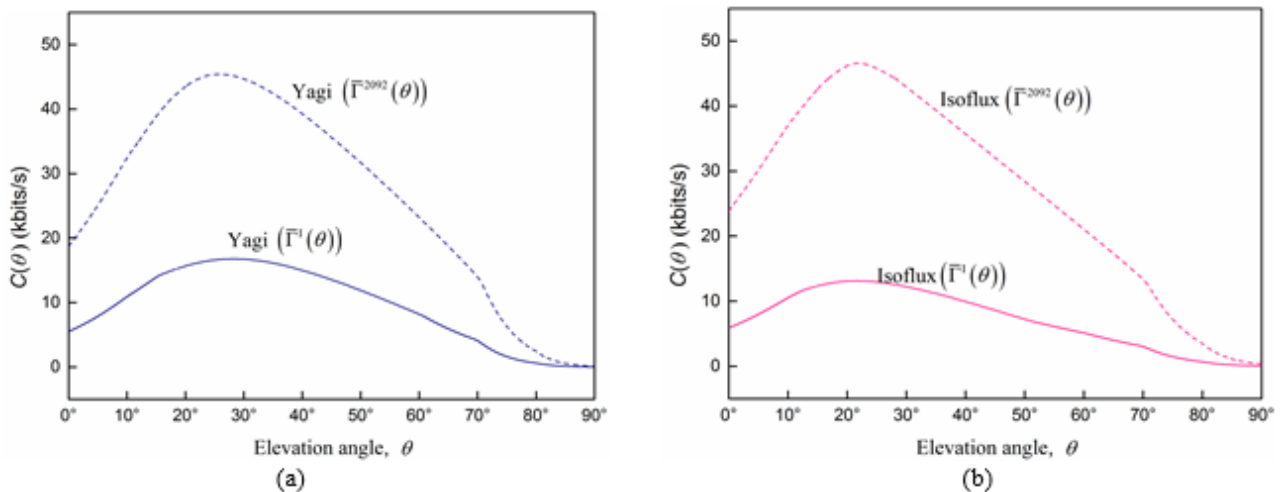 50
40
30
20
10
0
C(θ) (kbits/s)
Yagi (Γ̅²⁰⁹²(θ))
Yagi (Γ̅¹(θ))
0° 10° 20° 30° 40° 50° 60° 70° 80° 90°
Elevation angle, θ
(a)
50
40
30
20
10
0
C(θ) (kbits/s)
Isoflux (Γ̅²⁰⁹²(θ))
Isoflux (Γ̅¹(θ))
0° 10° 20° 30° 40° 50° 60° 70° 80° 90°
Elevation angle, θ
(b)